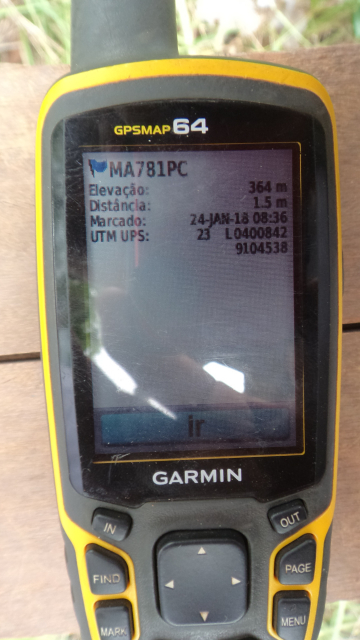 GPSMAP 64
MA781PC
Elevação: 364 m
Distância: 1.5 m
Marcado: 24-JAN-18 08:36
UTM UPS: 23 L0400842
9104538
ir
GARMIN
IN
OUT
FIND
PAGE
MARK
MENU